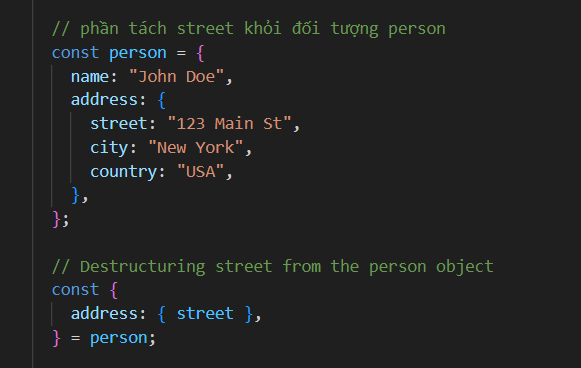 // phần tách street khỏi đối tượng person
const person = {
  name: "John Doe",
  address: {
    street: "123 Main St",
    city: "New York",
    country: "USA",
  },
};

// Destructuring street from the person object
const {
  address: { street },
} = person;